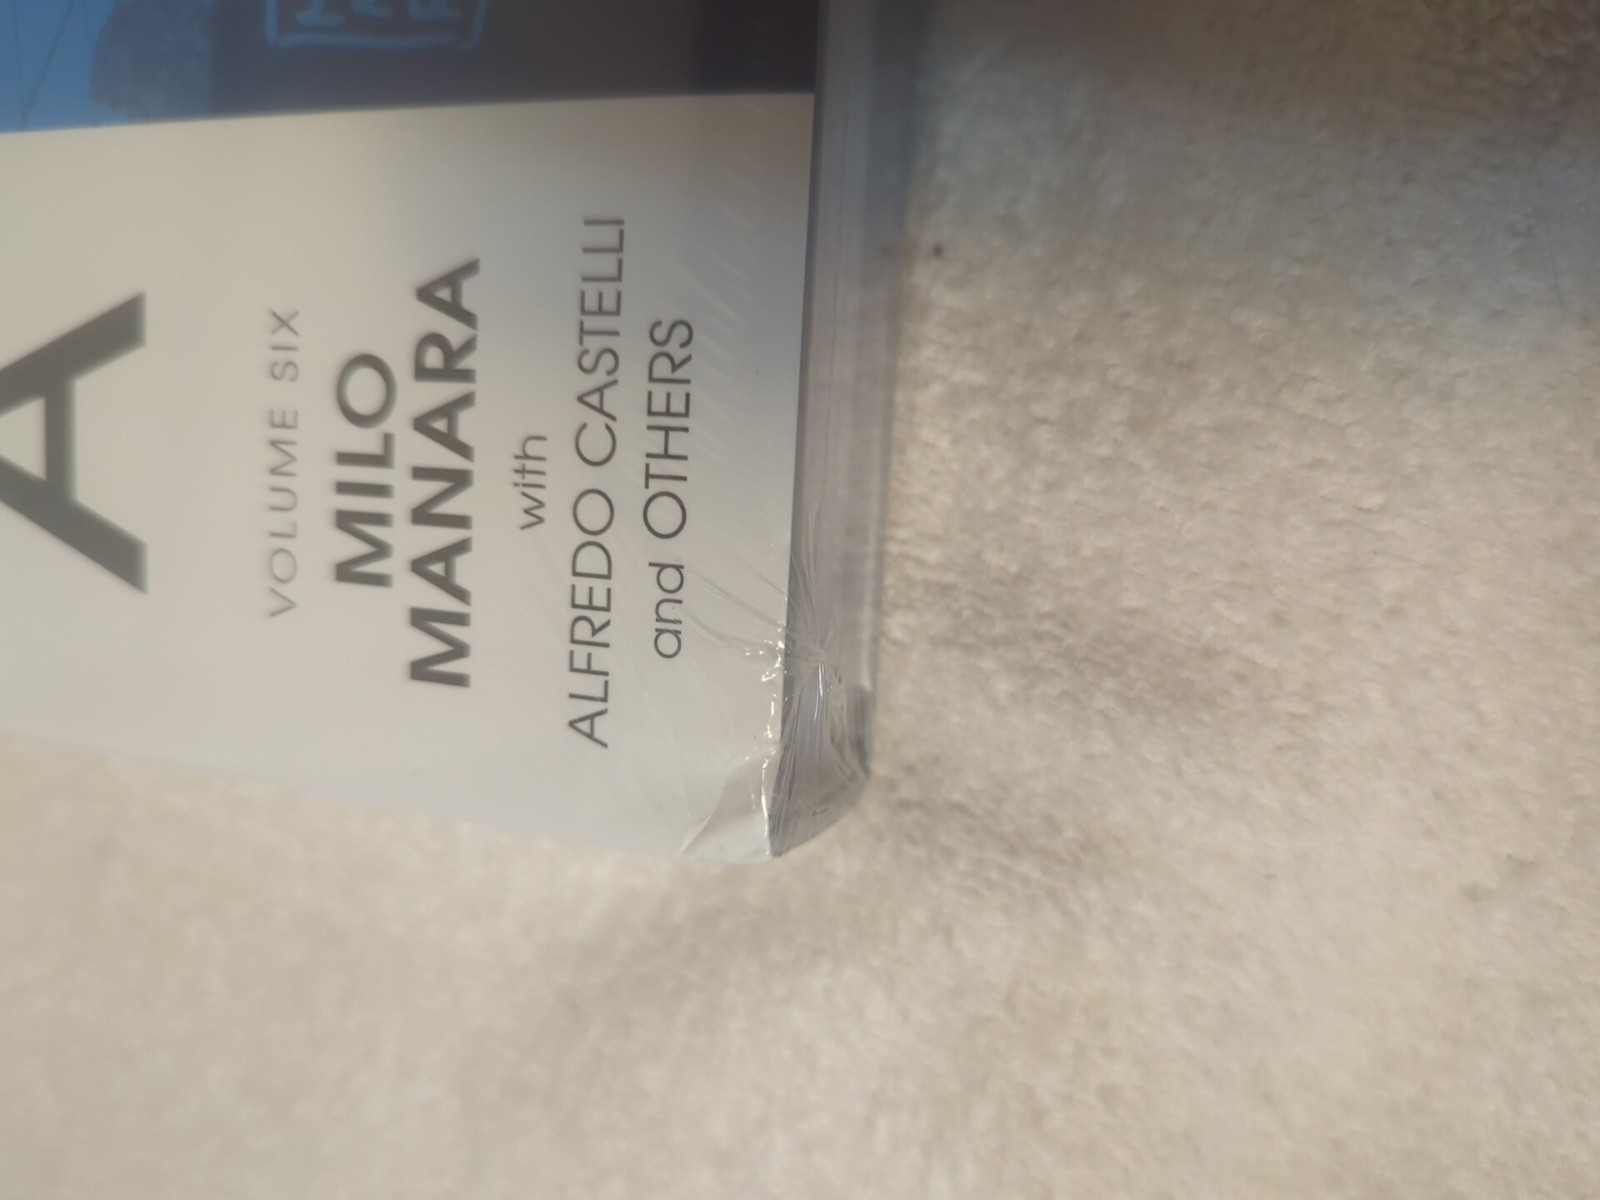 A
VOLUME SIX
MILO
MANARA
with
ALFREDO CASTELLI
and OTHERS